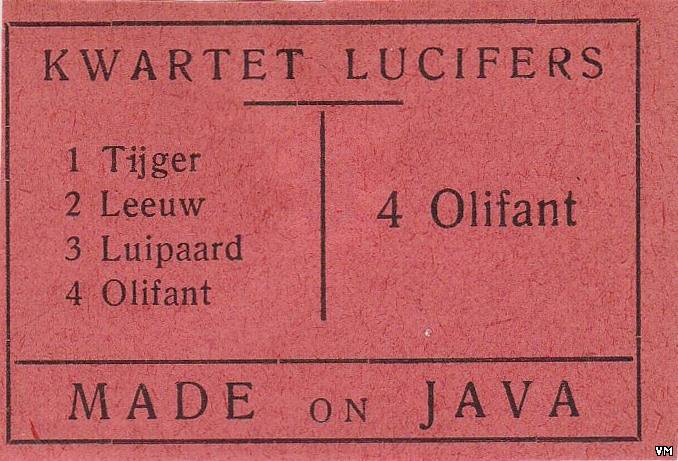 KWARTET LUCIFERS
1 Tijger
2 Leeuw
3 Luipaard
4 Olifant
4 Olifant
MADE ON JAVA
VM